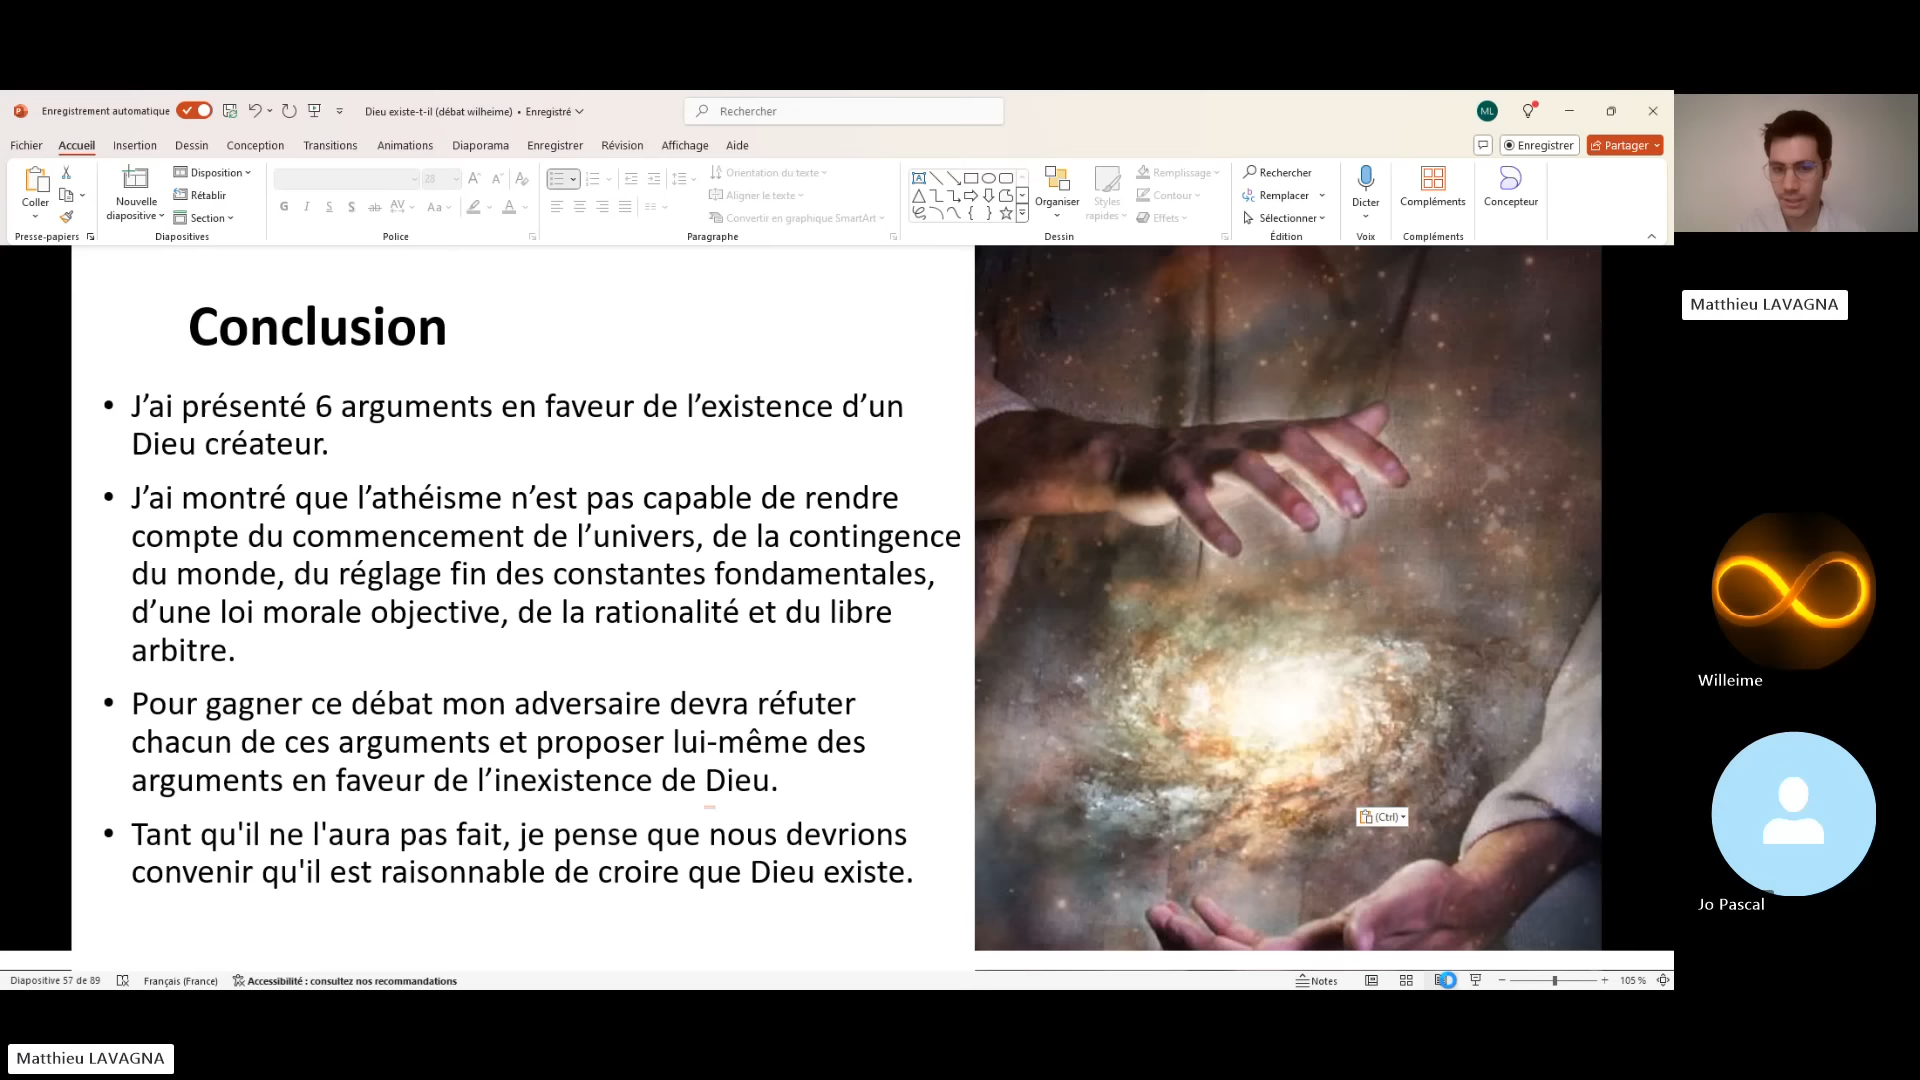 Enregistrement automatique
Dieu existe-t-il (débat wilheime) • Enregistré
Rechercher
ML
Fichier Accueil Insertion Dessin Conception Transitions Animations Diaporama Enregistrer Révision Affichage Aide
Enregistrer
Partager
Coller
Presse-papiers
Nouvelle diapositive
Disposition
Rétablir
Section
Diapositives
28
G I S S ab AV Aa A
Police
Orientation du texte
Aligner le texte
Convertir en graphique SmartArt
Paragraphe
Organiser
Styles rapides
Remplissage
Contour
Effets
Dessin
Rechercher
Remplacer
Sélectionner
Édition
Dicter
Voix
Compléments
Compléments
Concepteur
Conclusion
• J’ai présenté 6 arguments en faveur de l’existence d’un
Dieu créateur.
• J’ai montré que l’athéisme n’est pas capable de rendre
compte du commencement de l’univers, de la contingence
du monde, du réglage fin des constantes fondamentales,
d’une loi morale objective, de la rationalité et du libre
arbitre.
• Pour gagner ce débat mon adversaire devra réfuter
chacun de ces arguments et proposer lui-même des
arguments en faveur de l’inexistence de Dieu.
• Tant qu'il ne l'aura pas fait, je pense que nous devrions
convenir qu'il est raisonnable de croire que Dieu existe.
(Ctrl)
Diapositive 57 de 89
Français (France)
Accessibilité : consultez nos recommandations
Notes
105 %
Matthieu LAVAGNA
Willeime
Jo Pascal
Matthieu LAVAGNA